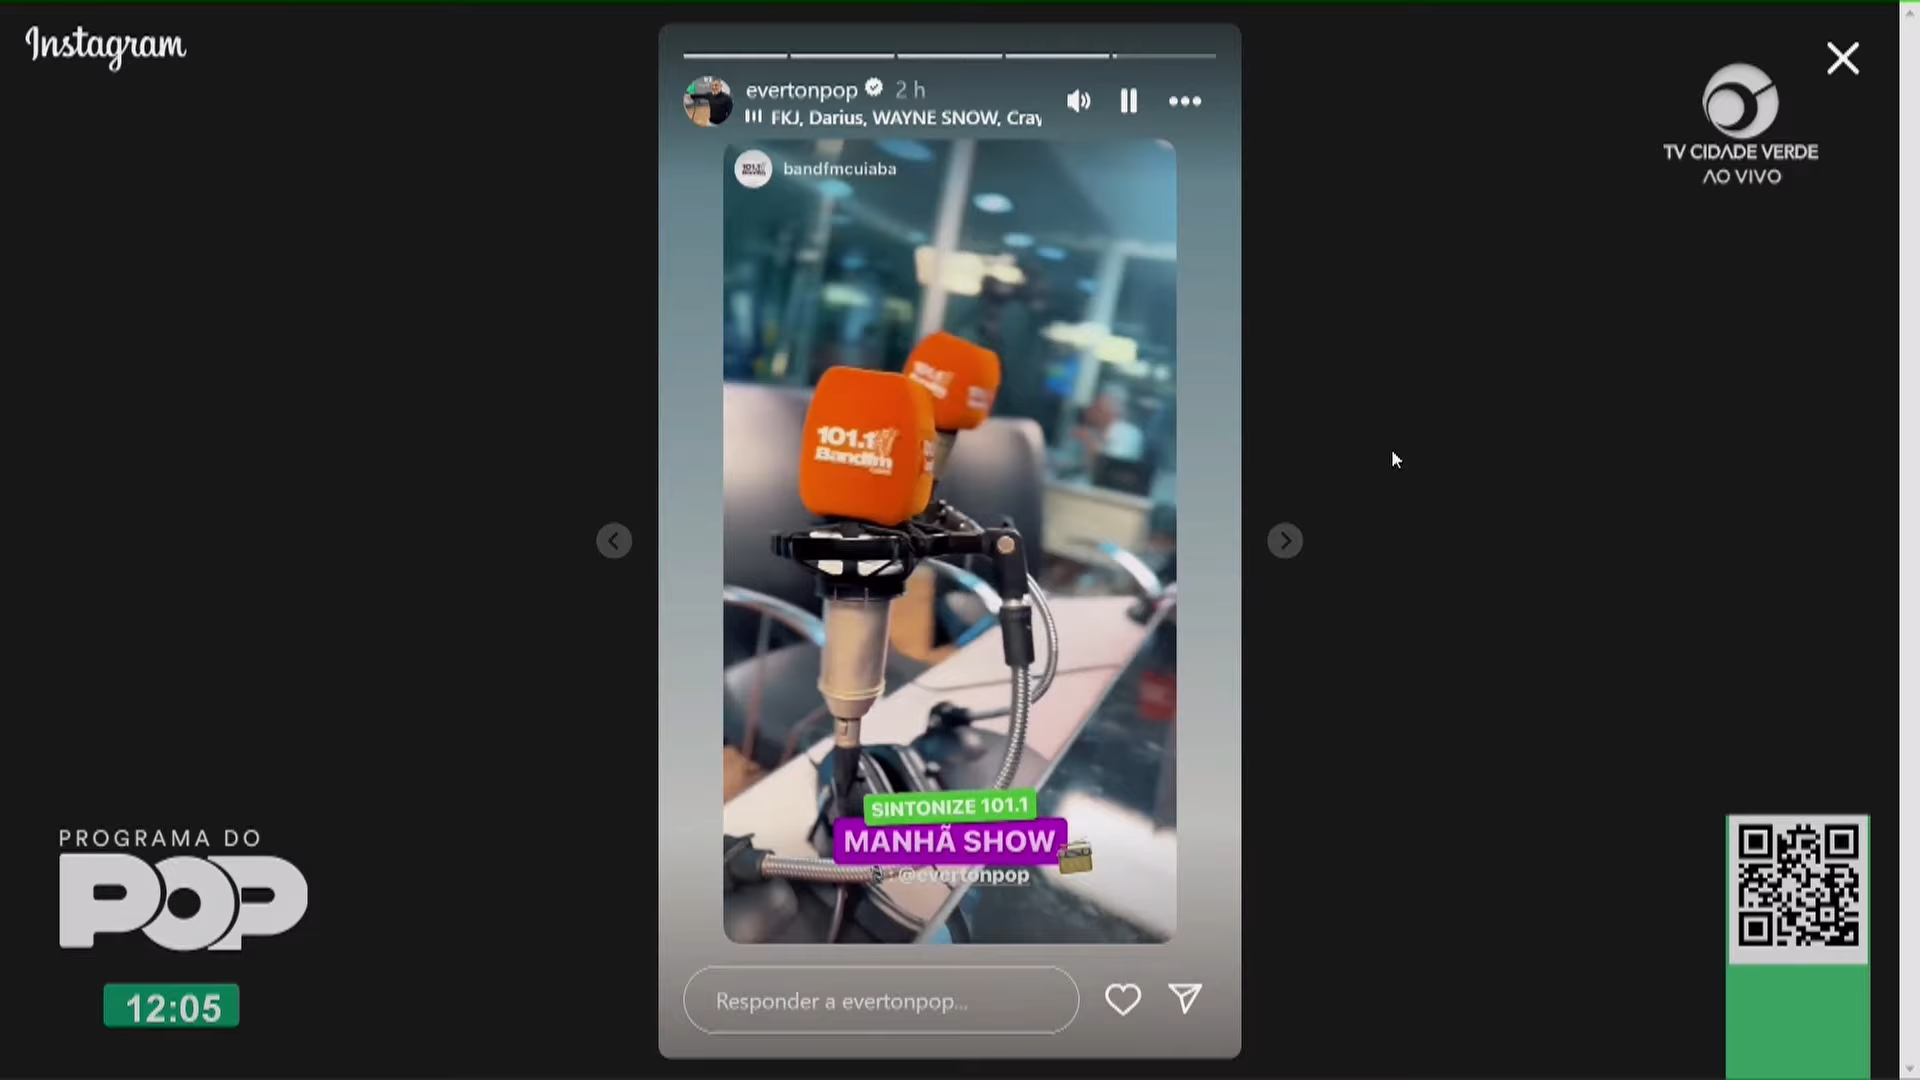 Instagram
evertonpop 2 h
FKJ, Darius, WAYNE SNOW, Cray
TV CIDADE VERDE
AO VIVO
bandfmcuiaba
101.1
Bandfm
SINTONIZE 101.1
MANHÃ SHOW
@evertonpop
PROGRAMA DO
POP
12:05
Responder a evertonpop...